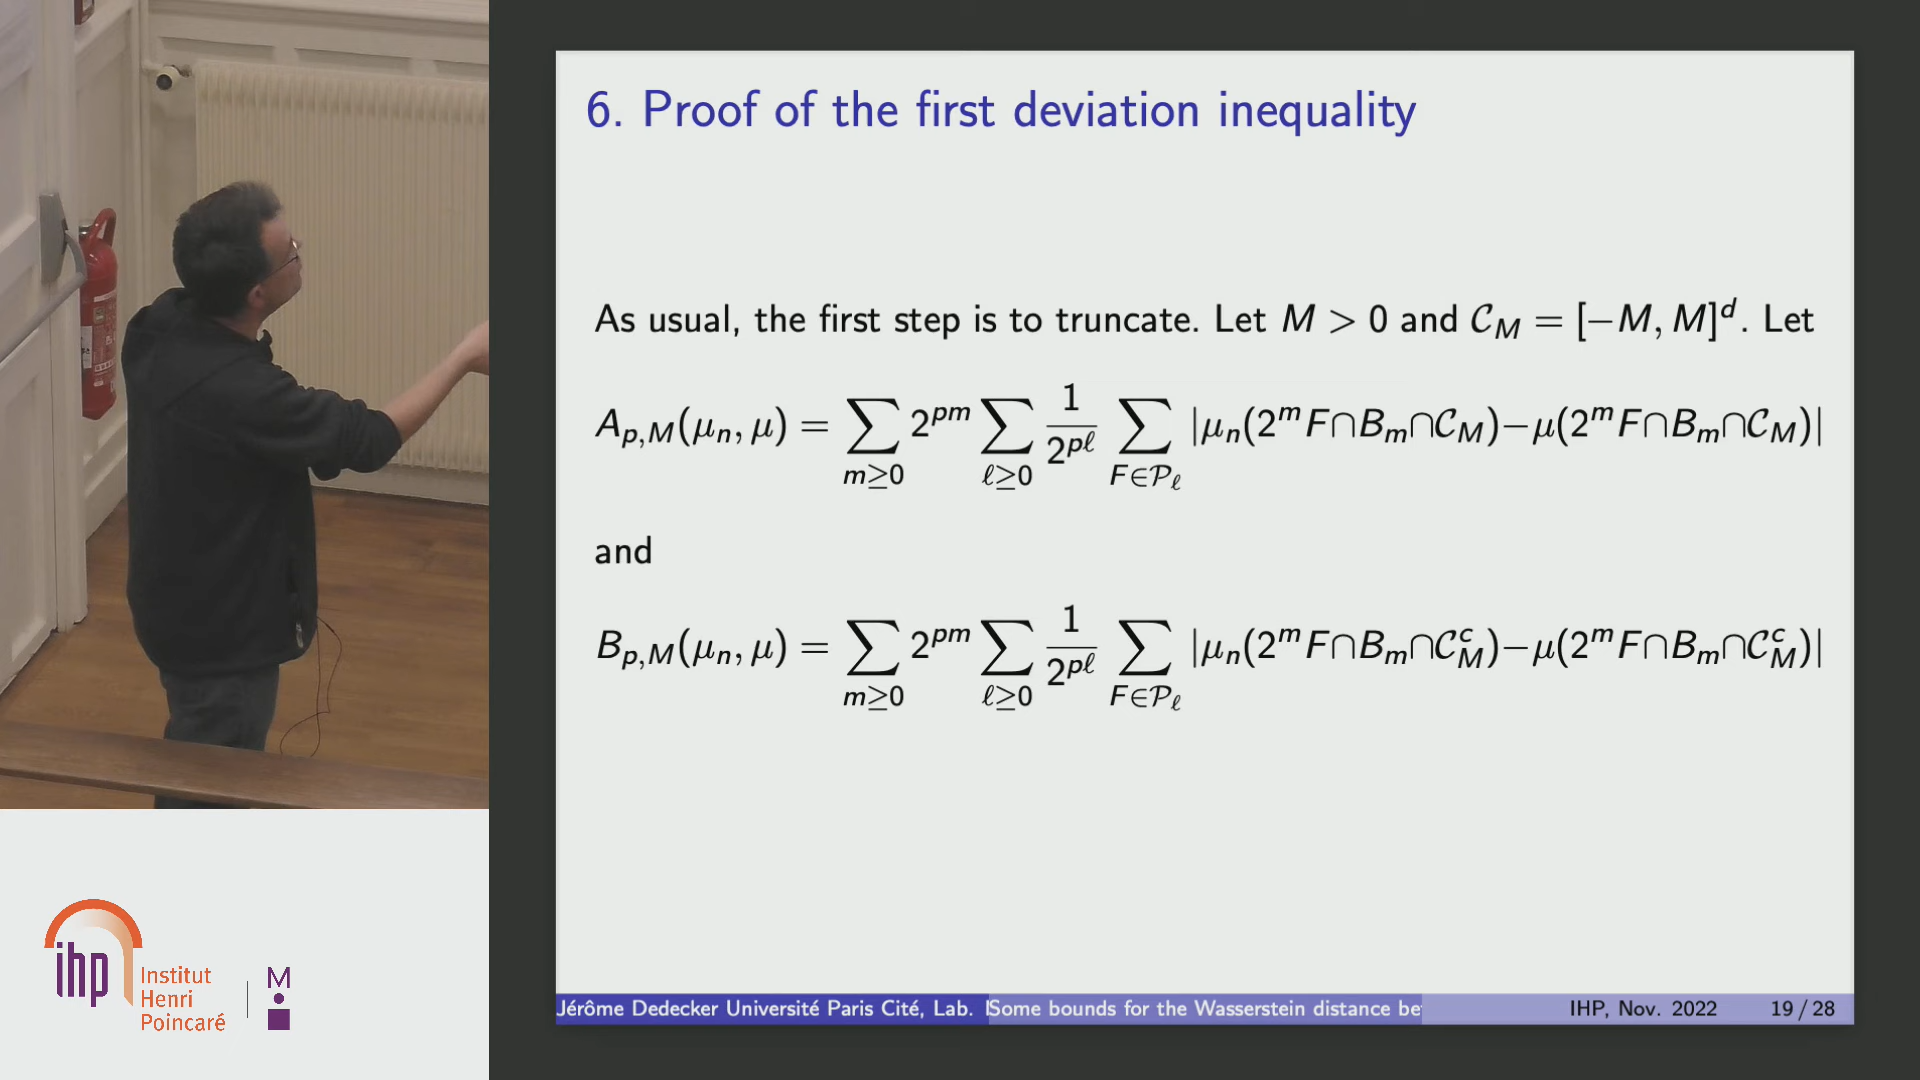 6. Proof of the first deviation inequality
As usual, the first step is to truncate. Let M > 0 and 𝒞_M = [−M, M]^d. Let
A_{p,M}(μ_n, μ) = ∑_{m≥0} 2^{pm} ∑_{ℓ≥0} 1/2^{pℓ} ∑_{F∈𝒫_ℓ} |μ_n(2^m F∩B_m∩𝒞_M)−μ(2^m F∩B_m∩𝒞_M)|
and
B_{p,M}(μ_n, μ) = ∑_{m≥0} 2^{pm} ∑_{ℓ≥0} 1/2^{pℓ} ∑_{F∈𝒫_ℓ} |μ_n(2^m F∩B_m∩𝒞_M^c)−μ(2^m F∩B_m∩𝒞_M^c)|
Jérôme Dedecker Université Paris Cité, Lab. Some bounds for the Wasserstein distance be IHP, Nov. 2022 19 / 28
ihp
Institut
Henri
Poincaré
M